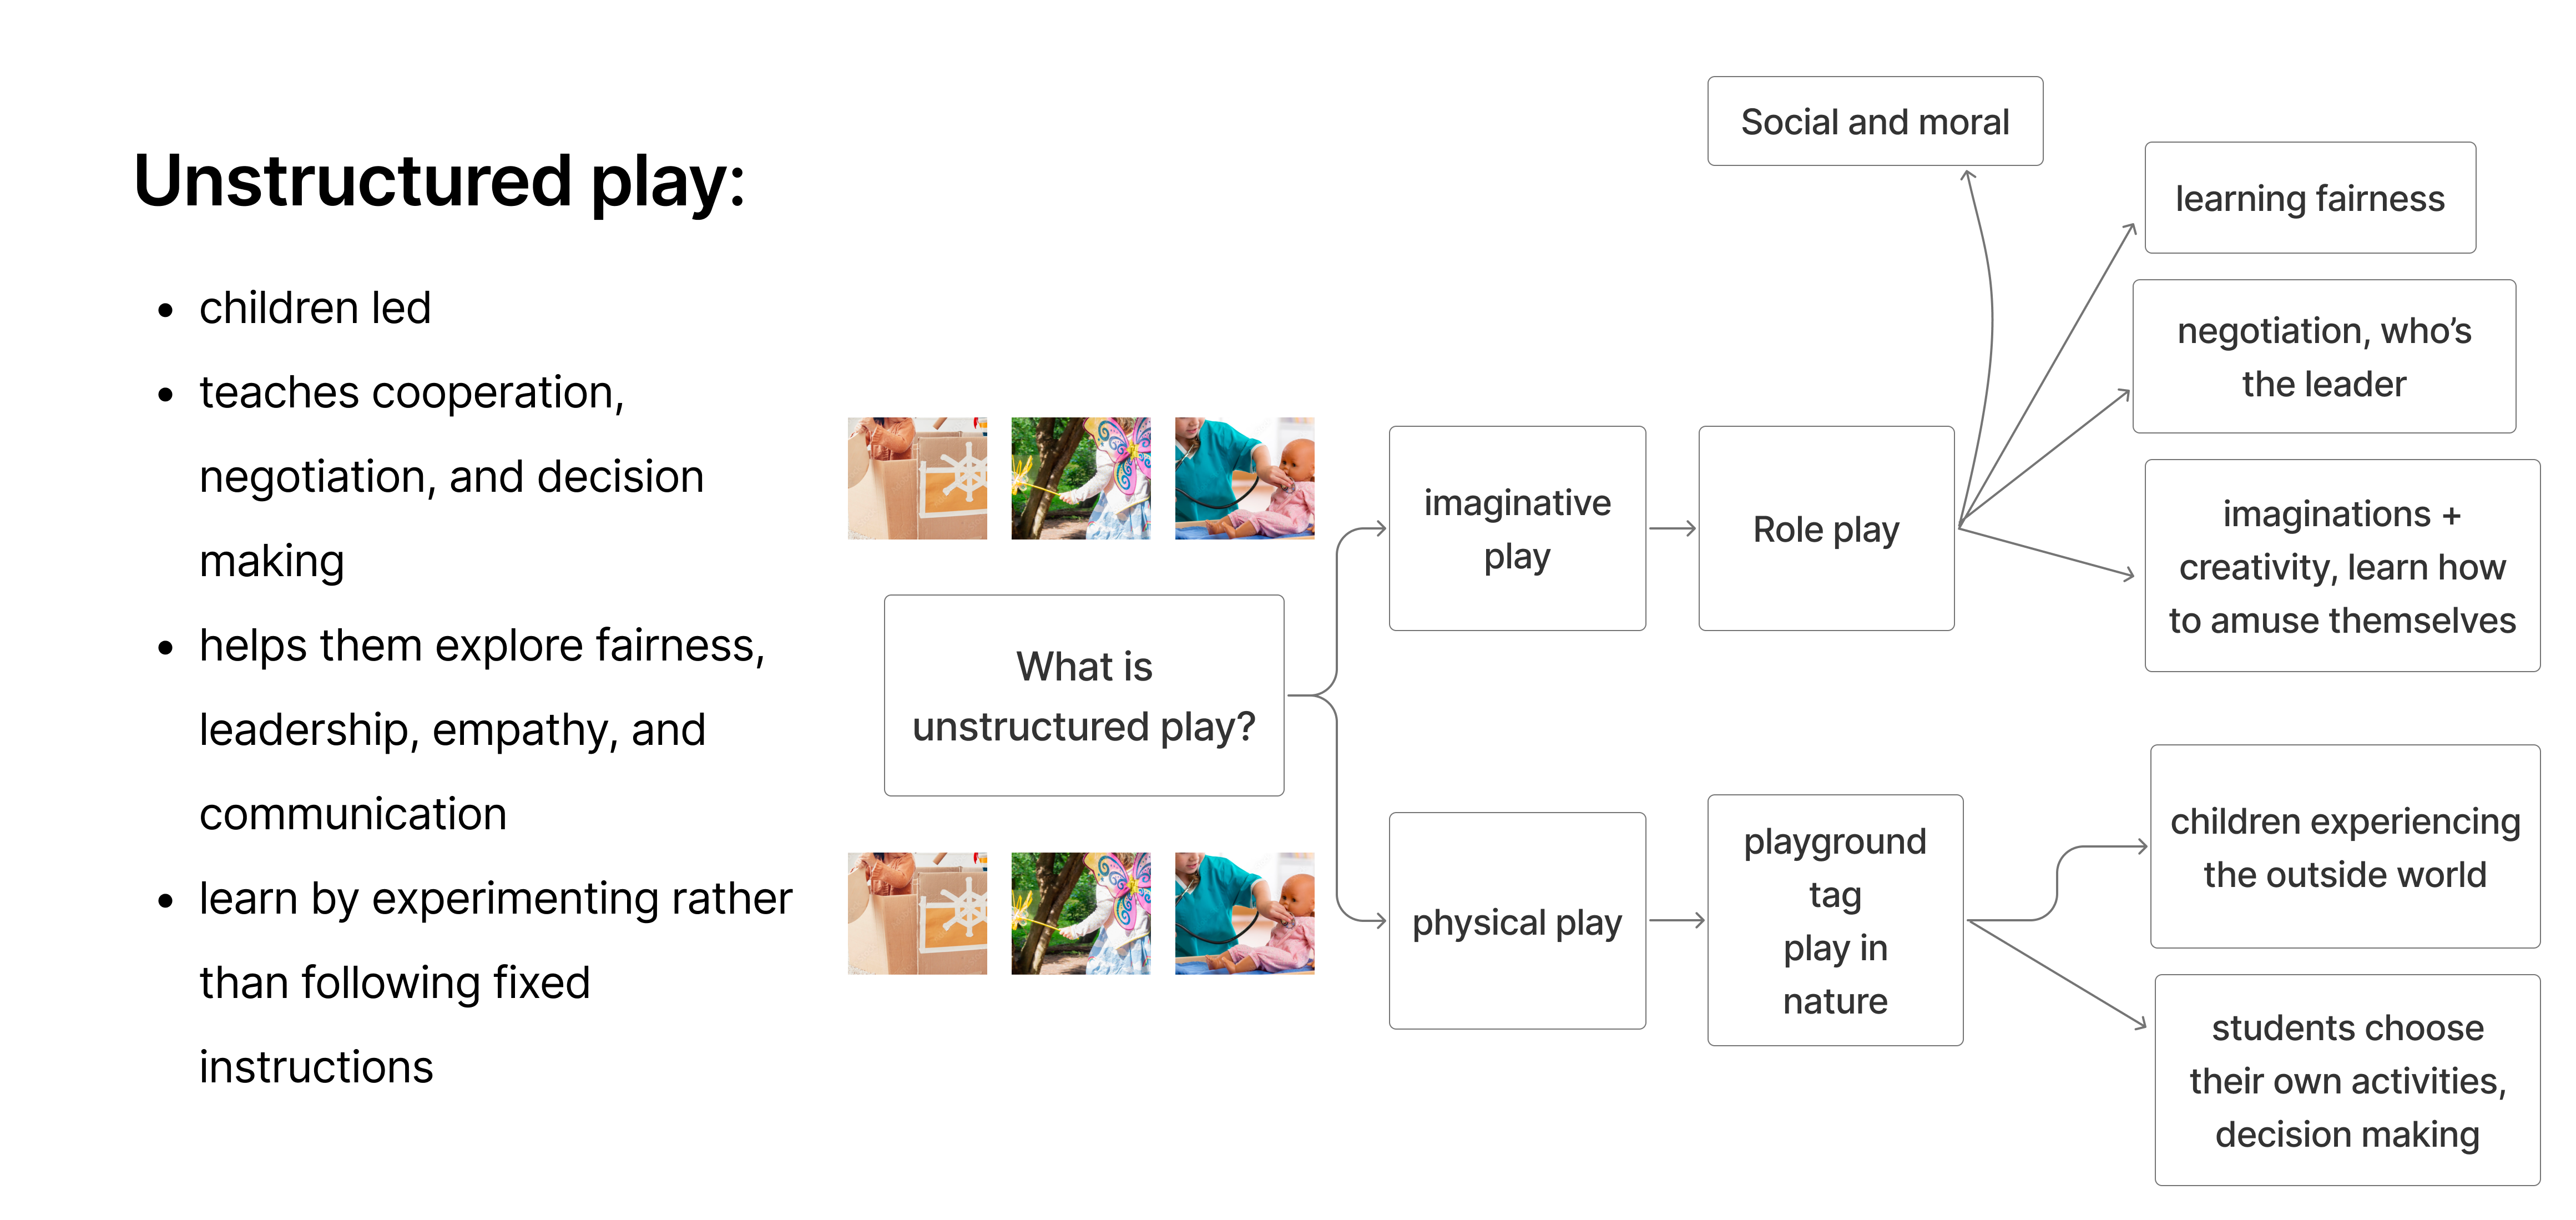 Unstructured play:
children led
teaches cooperation,
negotiation, and decision
making
helps them explore fairness,
leadership, empathy, and
communication
learn by experimenting rather
than following fixed
instructions
What is
unstructured play?
imaginative
play
Role play
Social and moral
learning fairness
negotiation, who’s
the leader
imaginations +
creativity, learn how
to amuse themselves
physical play
playground
tag
play in
nature
children experiencing
the outside world
students choose
their own activities,
decision making